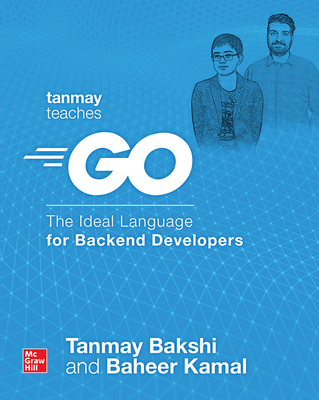 tanmay
teaches
GO
The Ideal Language
for Backend Developers
Mc
Graw
Hill
Tanmay Bakshi
and Baheer Kamal